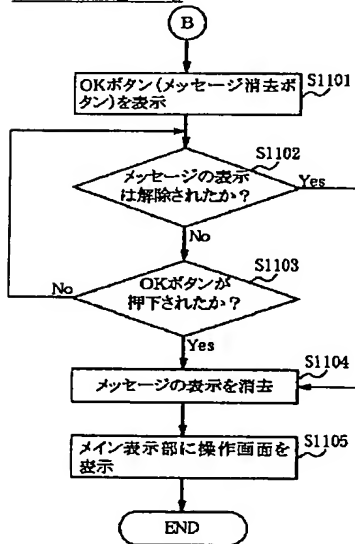 B
OKボタン(メッセージ消去ボ
タン)を表示
S1101
メッセージの表示
は解除されたか?
S1102
Yes
No
OKボタンが
押下されたか?
S1103
No
Yes
メッセージの表示を消去
S1104
メイン表示部に操作画面を
表示
S1105
END